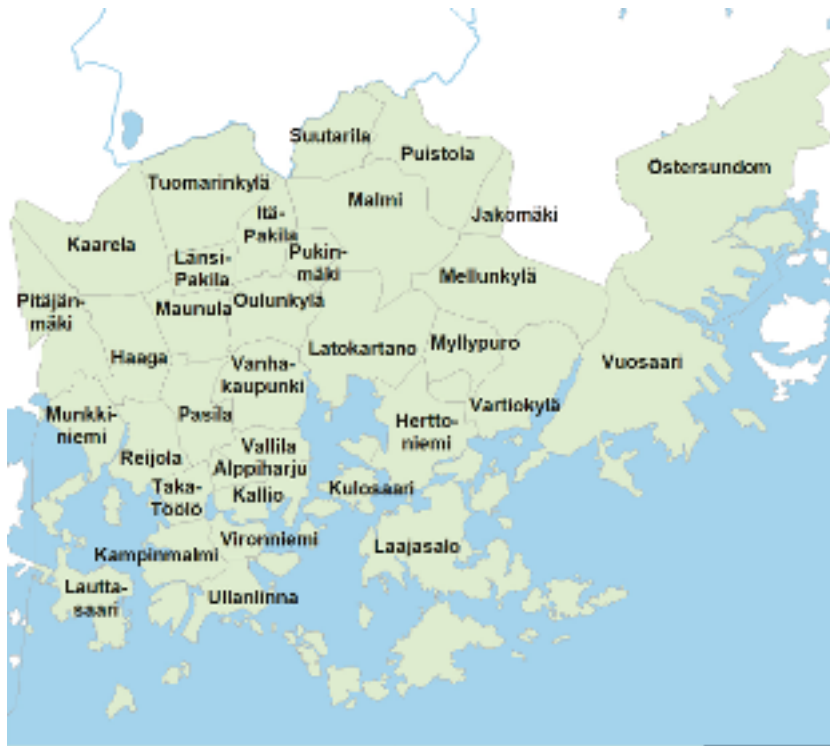 Suutarila
Puistola
Östersundom
Tuomarinkylä
Malmi
Itä-
Pakila
Jakomäki
Kaarela
Länsi-
Pakila
Pukin-
mäki
Mellunkylä
Pitäjän-
mäki
Maunula
Oulunkylä
Haaga
Vanha-
kaupunki
Latokartano
Myllypuro
Vuosaari
Munkki-
niemi
Pasila
Herttο-
niemi
Vartiokylä
Reijola
Vallila
Alppiharju
Taka-
Töölö
Kallio
Kulosaari
Kampinmalmi
Vironniemi
Laajasalo
Lautta-
saari
Ullanlinna